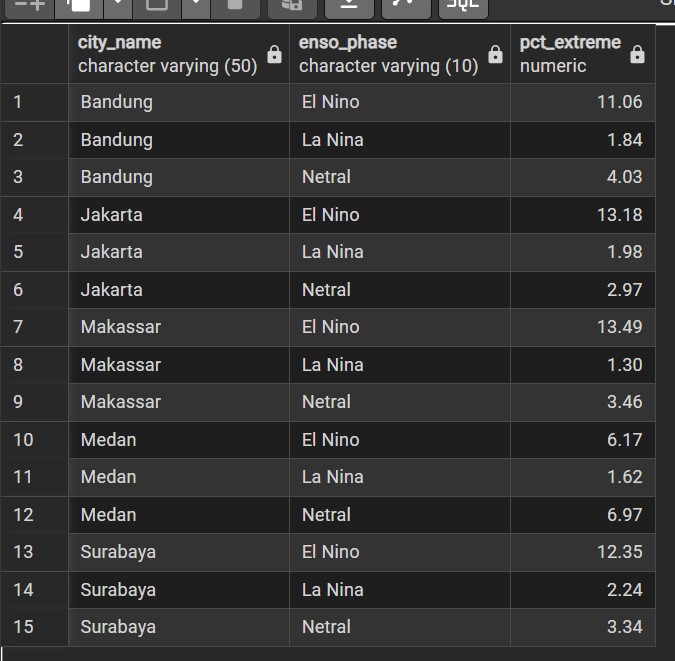 SQL
city_name enso_phase pct_extreme
character varying (50) character varying (10) numeric
1 Bandung El Nino 11.06
2 Bandung La Nina 1.84
3 Bandung Netral 4.03
4 Jakarta El Nino 13.18
5 Jakarta La Nina 1.98
6 Jakarta Netral 2.97
7 Makassar El Nino 13.49
8 Makassar La Nina 1.30
9 Makassar Netral 3.46
10 Medan El Nino 6.17
11 Medan La Nina 1.62
12 Medan Netral 6.97
13 Surabaya El Nino 12.35
14 Surabaya La Nina 2.24
15 Surabaya Netral 3.34